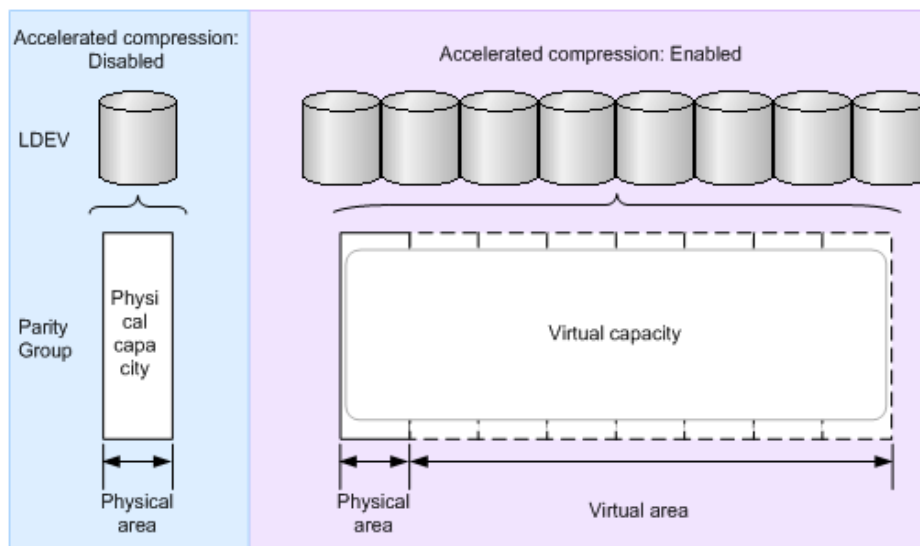 Accelerated compression:
Disabled
Accelerated compression: Enabled
LDEV
Parity
Group
Physi
cal
capa
city
Virtual capacity
Physical
area
Physical
area
Virtual area